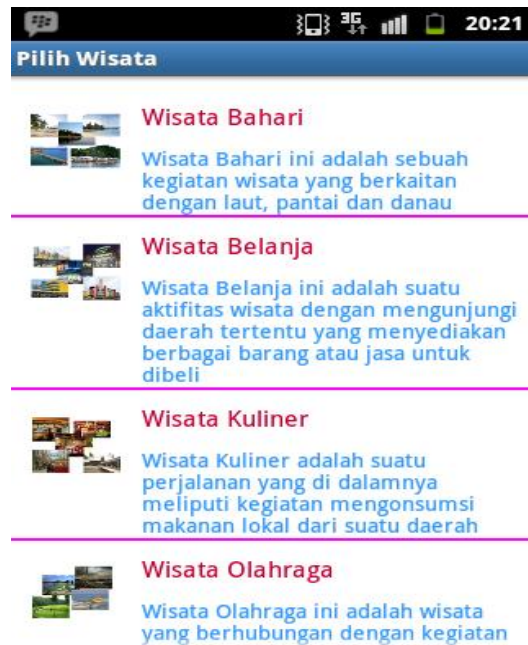 3G 20:21
Pilih Wisata
Wisata Bahari
Wisata Bahari ini adalah sebuah
kegiatan wisata yang berkaitan
dengan laut, pantai dan danau
Wisata Belanja
Wisata Belanja ini adalah suatu
aktifitas wisata dengan mengunjungi
daerah tertentu yang menyediakan
berbagai barang atau jasa untuk
dibeli
Wisata Kuliner
Wisata Kuliner adalah suatu
perjalanan yang di dalamnya
meliputi kegiatan mengonsumsi
makanan lokal dari suatu daerah
Wisata Olahraga
Wisata Olahraga ini adalah wisata
yang berhubungan dengan kegiatan